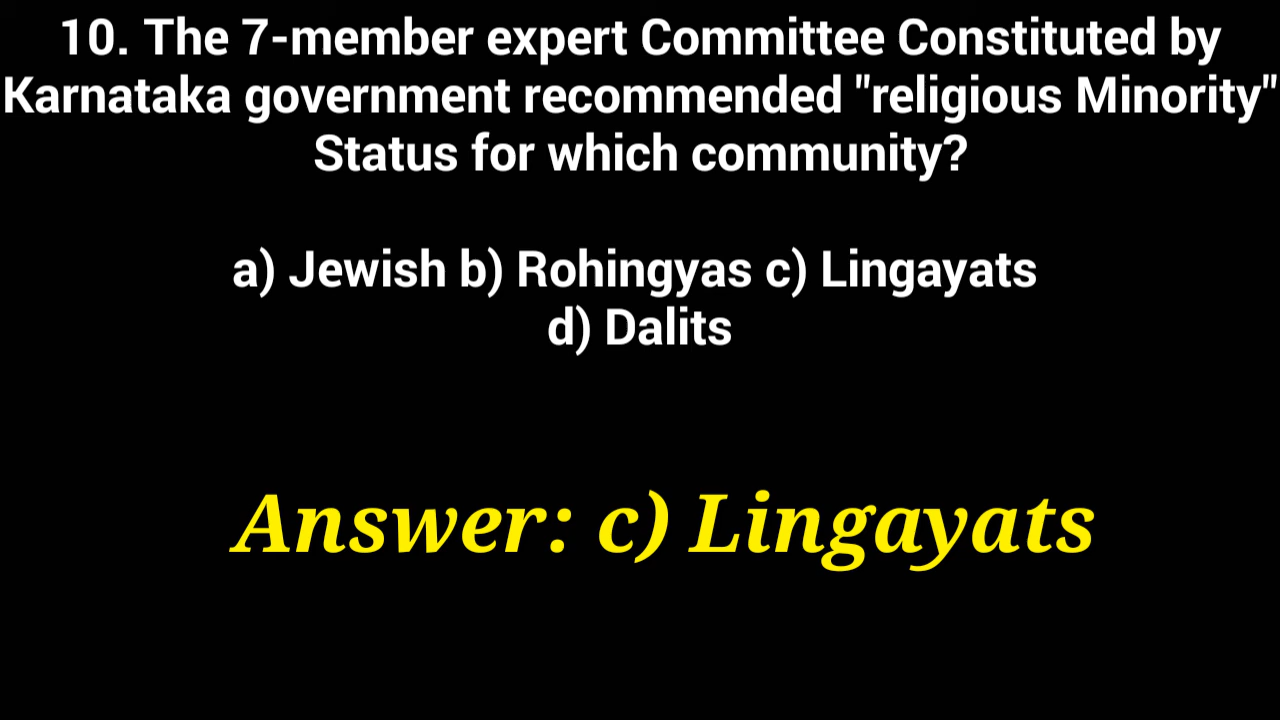 10. The 7-member expert Committee Constituted by
Karnataka government recommended "religious Minority"
Status for which community?
a) Jewish b) Rohingyas c) Lingayats
d) Dalits
Answer: c) Lingayats